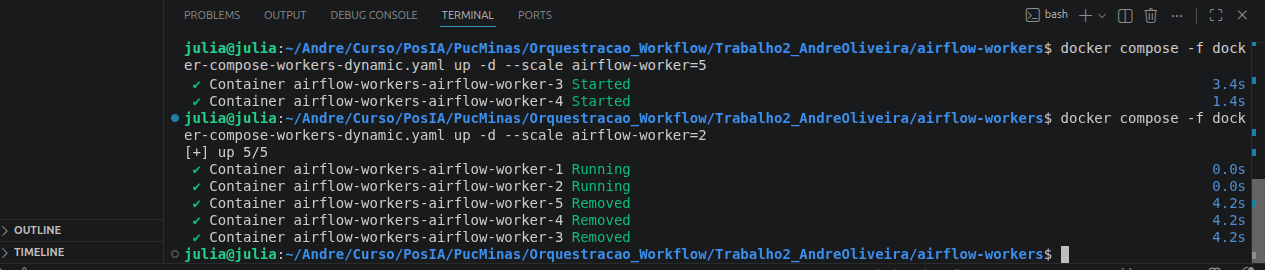 PROBLEMS OUTPUT DEBUG CONSOLE TERMINAL PORTS bash
julia@julia:~/Andre/Curso/PosIA/PucMinas/Orquestracao_Workflow/Trabalho2_AndreOliveira/airflow-workers$ docker compose -f dock
er-compose-workers-dynamic.yaml up -d --scale airflow-worker=5
✔ Container airflow-workers-airflow-worker-3 Started 3.4s
✔ Container airflow-workers-airflow-worker-4 Started 1.4s
julia@julia:~/Andre/Curso/PosIA/PucMinas/Orquestracao_Workflow/Trabalho2_AndreOliveira/airflow-workers$ docker compose -f dock
er-compose-workers-dynamic.yaml up -d --scale airflow-worker=2
[+] up 5/5
✔ Container airflow-workers-airflow-worker-1 Running 0.0s
✔ Container airflow-workers-airflow-worker-2 Running 0.0s
✔ Container airflow-workers-airflow-worker-5 Removed 4.2s
✔ Container airflow-workers-airflow-worker-4 Removed 4.2s
✔ Container airflow-workers-airflow-worker-3 Removed 4.2s
julia@julia:~/Andre/Curso/PosIA/PucMinas/Orquestracao_Workflow/Trabalho2_AndreOliveira/airflow-workers$
OUTLINE
TIMELINE